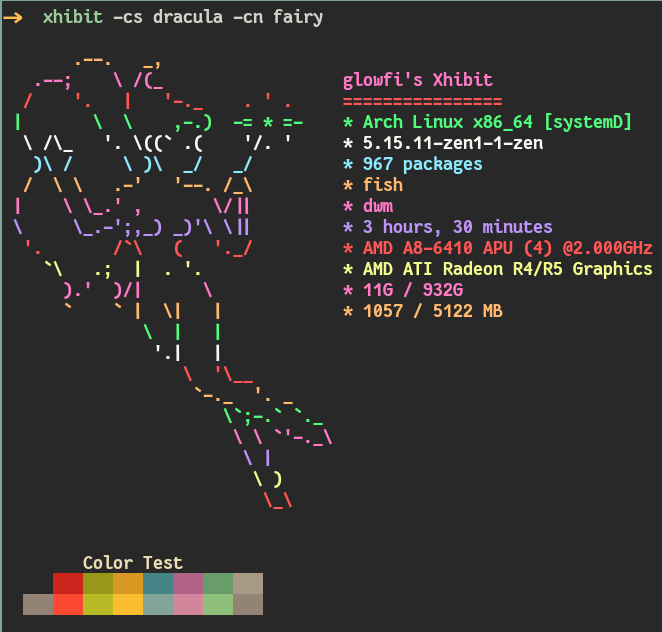 → xhibit -cs dracula -cn fairy
glowfi's Xhibit
================
* Arch Linux x86_64 [systemD]
* 5.15.11-zen1-1-zen
* 967 packages
* fish
* dwm
* 3 hours, 30 minutes
* AMD A8-6410 APU (4) @2.000GHz
* AMD ATI Radeon R4/R5 Graphics
* 11G / 932G
* 1057 / 5122 MB
Color Test